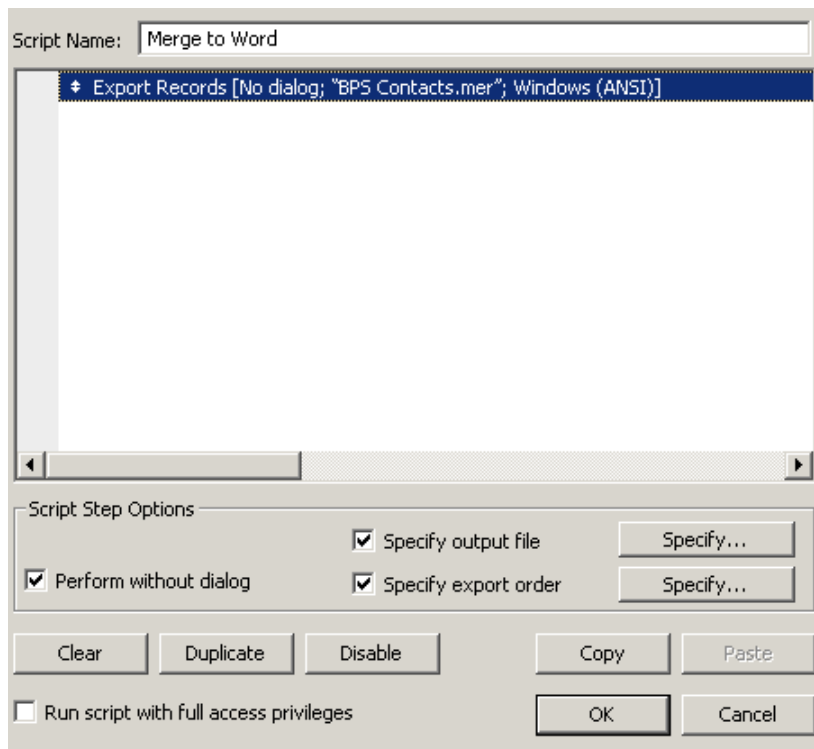 Script Name: Merge to Word
Export Records [No dialog; “BPS Contacts.mer”; Windows (ANSI)]
Script Step Options
Specify output file Specify...
Perform without dialog Specify export order Specify...
Clear Duplicate Disable Copy Paste
Run script with full access privileges OK Cancel